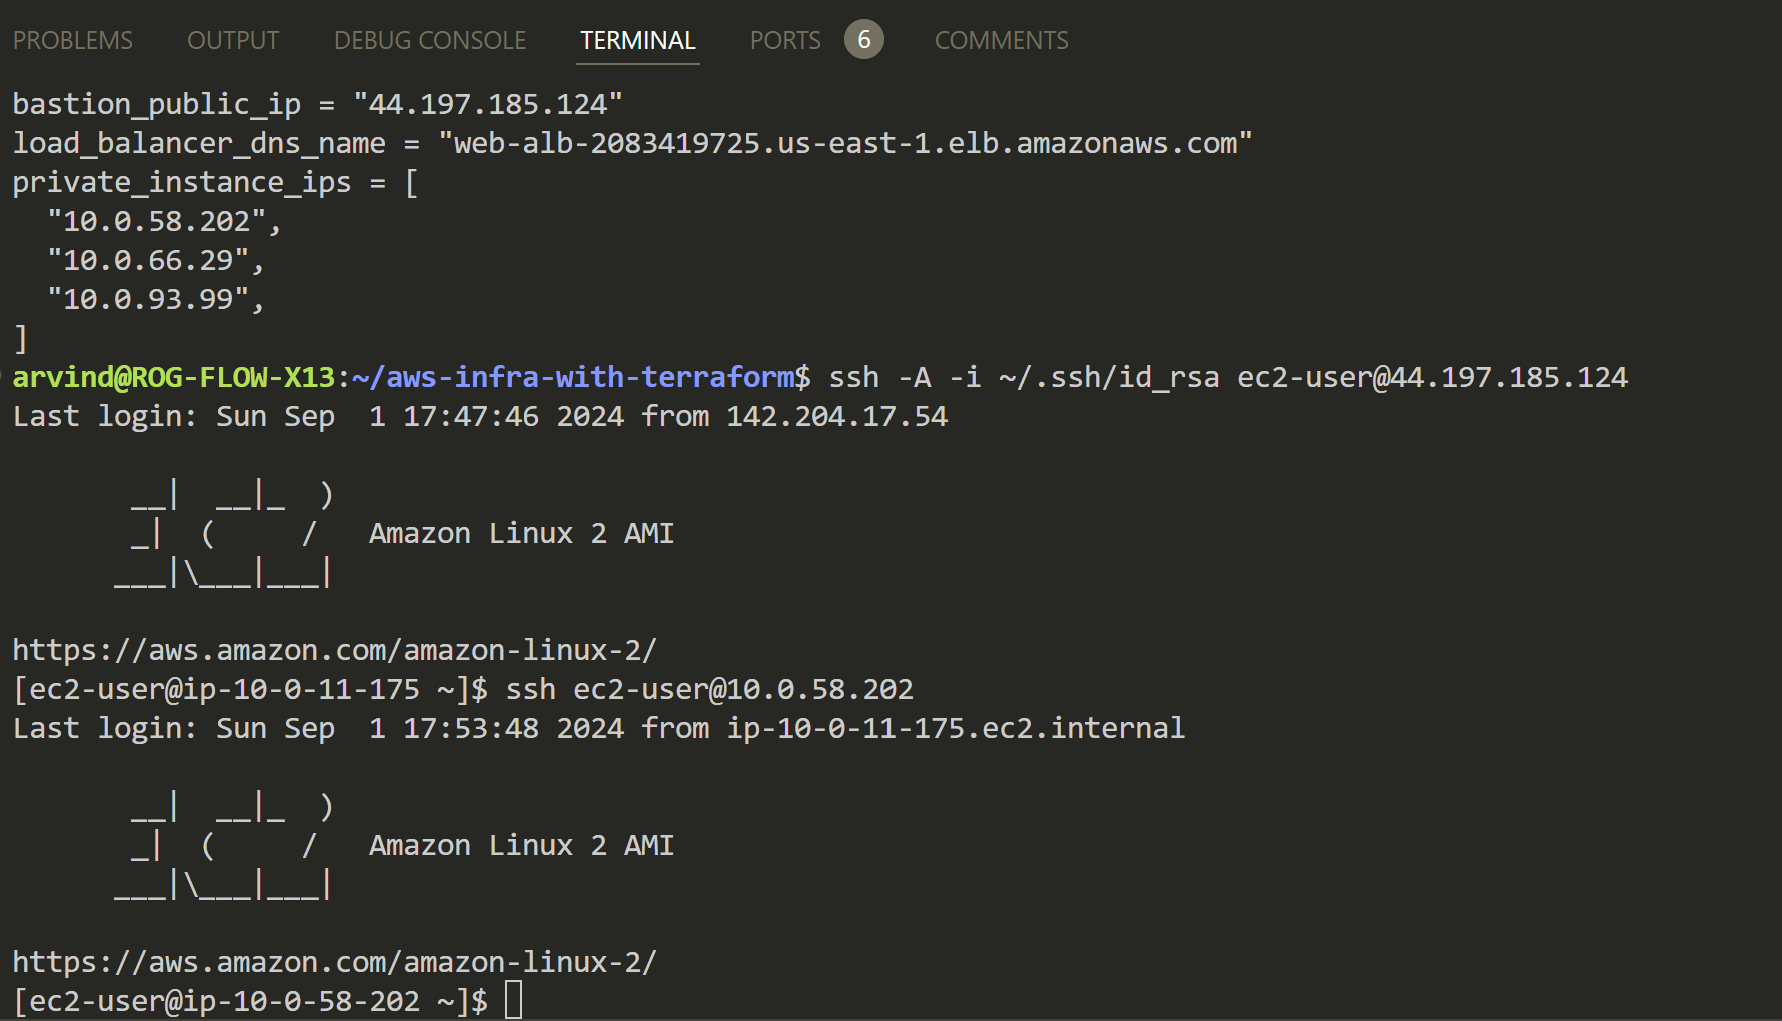 PROBLEMS OUTPUT DEBUG CONSOLE TERMINAL PORTS 6 COMMENTS
bastion_public_ip = "44.197.185.124"
load_balancer_dns_name = "web-alb-2083419725.us-east-1.elb.amazonaws.com"
private_instance_ips = [
  "10.0.58.202",
  "10.0.66.29",
  "10.0.93.99",
]
arvind@ROG-FLOW-X13:~/aws-infra-with-terraform$ ssh -A -i ~/.ssh/id_rsa ec2-user@44.197.185.124
Last login: Sun Sep  1 17:47:46 2024 from 142.204.17.54
       __|  __|_  )
       _|  (     /   Amazon Linux 2 AMI
      ___|\___|___|
https://aws.amazon.com/amazon-linux-2/
[ec2-user@ip-10-0-11-175 ~]$ ssh ec2-user@10.0.58.202
Last login: Sun Sep  1 17:53:48 2024 from ip-10-0-11-175.ec2.internal
       __|  __|_  )
       _|  (     /   Amazon Linux 2 AMI
      ___|\___|___|
https://aws.amazon.com/amazon-linux-2/
[ec2-user@ip-10-0-58-202 ~]$